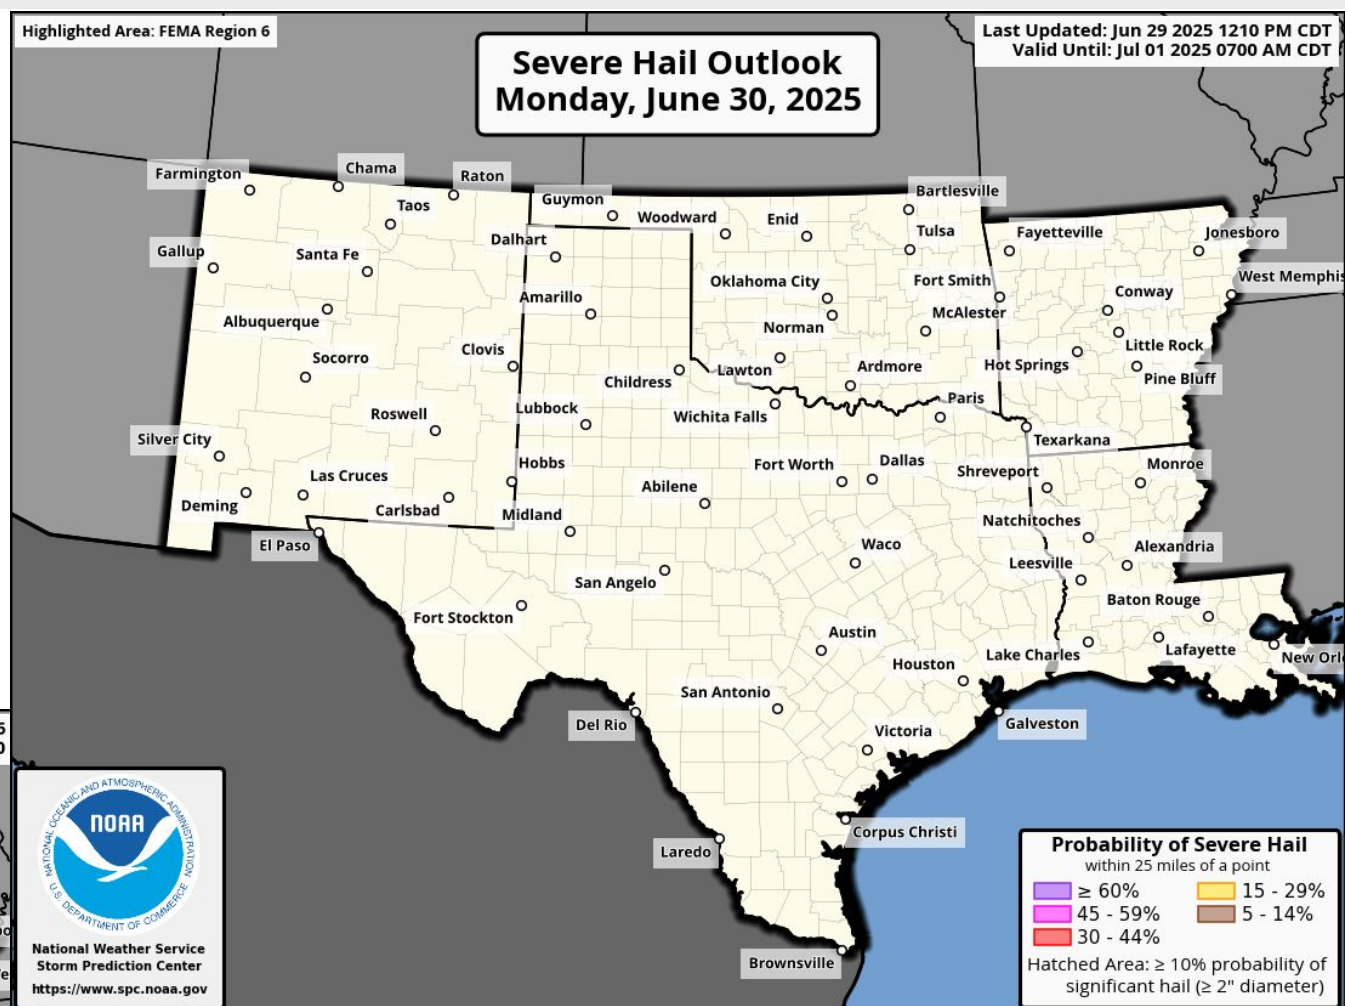 Highlighted Area: FEMA Region 6
Severe Hail Outlook
Monday, June 30, 2025
Last Updated: Jun 29 2025 1210 PM CDT
Valid Until: Jul 01 2025 0700 AM CDT
Farmington
Chama
Raton
Guymon
Bartlesville
Taos
Woodward
Enid
Tulsa
Fayetteville
Jonesboro
Gallup
Santa Fe
Dalhart
Oklahoma City
Fort Smith
West Memphis
Amarillo
Conway
Albuquerque
Norman
McAlester
Socorro
Clovis
Little Rock
Childress
Lawton
Ardmore
Hot Springs
Pine Bluff
Roswell
Lubbock
Wichita Falls
Paris
Silver City
Texarkana
Las Cruces
Hobbs
Fort Worth
Dallas
Shreveport
Monroe
Deming
Carlsbad
Midland
Abilene
Natchitoches
El Paso
Waco
Alexandria
San Angelo
Leesville
Fort Stockton
Baton Rouge
Austin
Houston
Lake Charles
Lafayette
New Orl
San Antonio
Del Rio
Victoria
Galveston
Laredo
Corpus Christi
Brownsville
NATIONAL OCEANIC AND ATMOSPHERIC ADMINISTRATION
NOAA
U.S. DEPARTMENT OF COMMERCE
National Weather Service
Storm Prediction Center
https://www.spc.noaa.gov
Probability of Severe Hail
within 25 miles of a point
≥ 60%
15 - 29%
45 - 59%
5 - 14%
30 - 44%
Hatched Area: ≥ 10% probability of
significant hail (≥ 2" diameter)